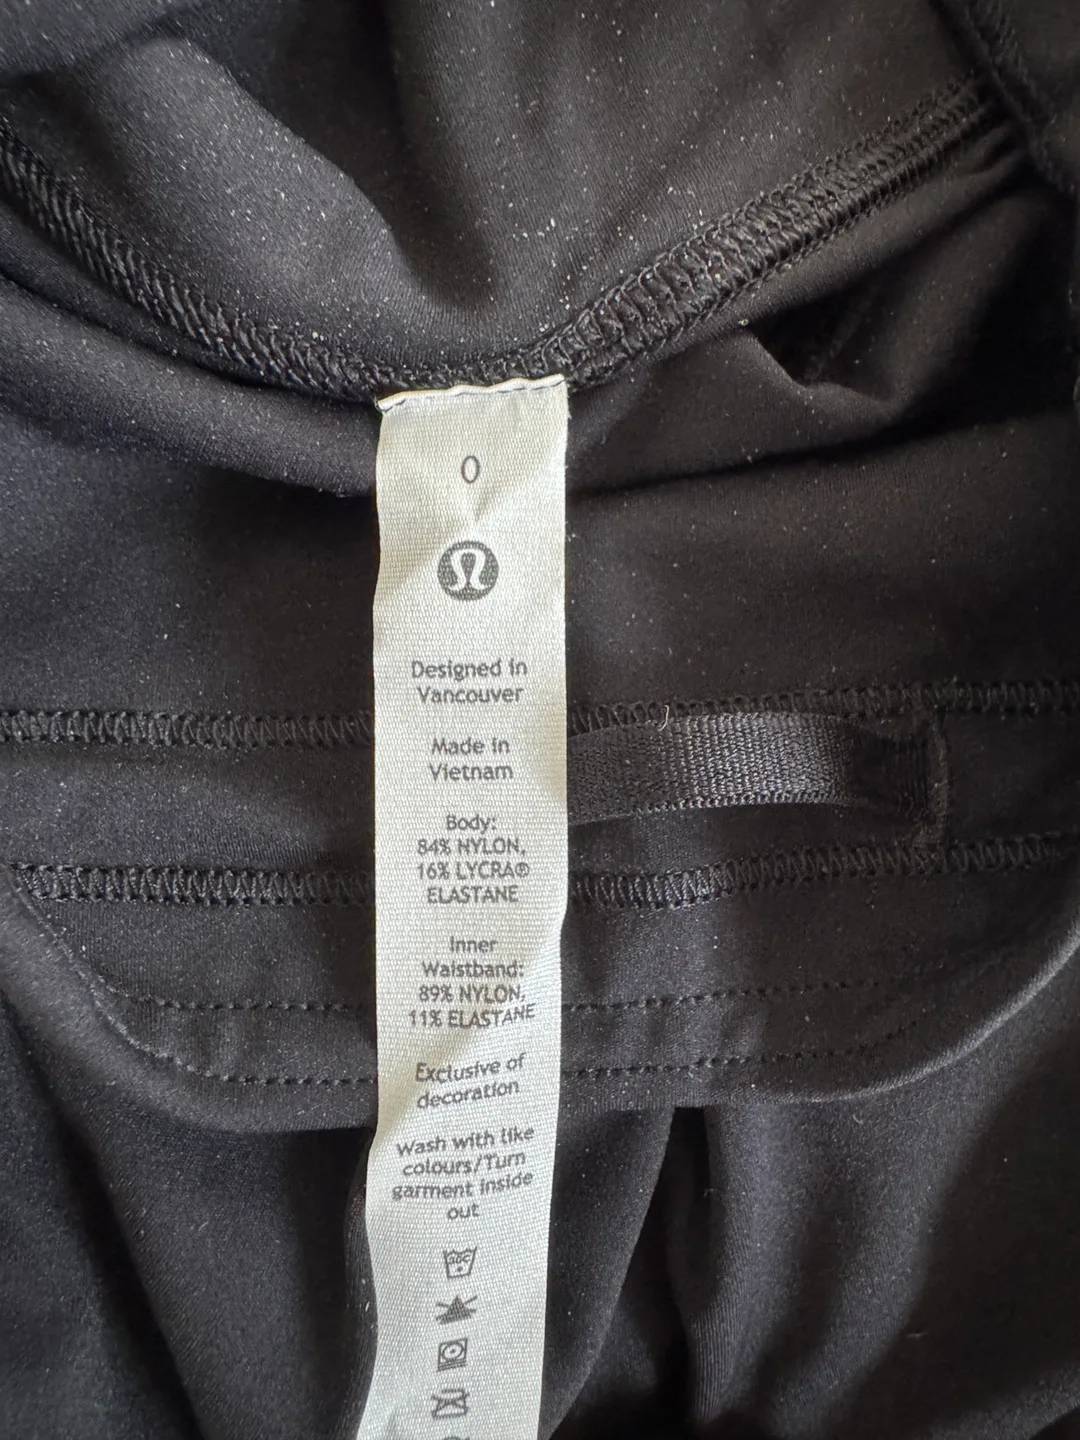 0
Designed in
Vancouver
Made in
Vietnam
Body:
84% NYLON,
16% LYCRA®
ELASTANE
Inner
Waistband:
89% NYLON,
11% ELASTANE
Exclusive of
decoration
Wash with like
colours/Turn
garment inside
out